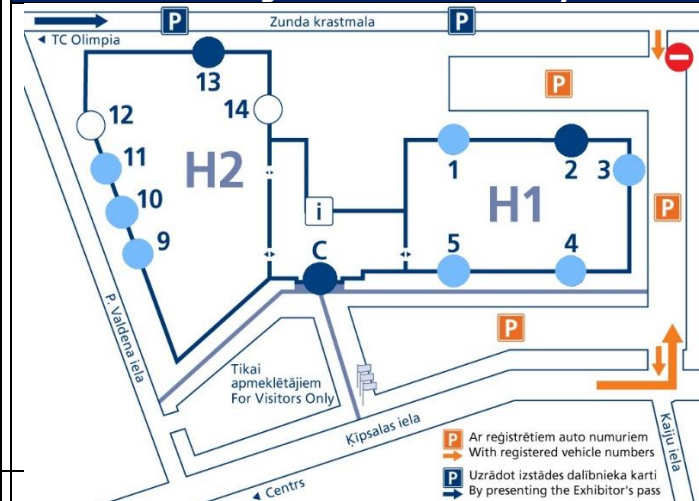 P
Zunda krastmala
P
TC Olimpia
13
P
12
14
11
H2
1
2
3
10
i
H1
P
9
C
5
4
P. Valdena iela
P
Tikai
apmeklētājiem
For Visitors Only
Ķīpsalas iela
Kaiju iela
P Ar reģistrētiem auto numuriem
With registered vehicle numbers
P Uzrādot izstādes dalībnieka karti
By presenting the Exhibitor's pass
Centrs